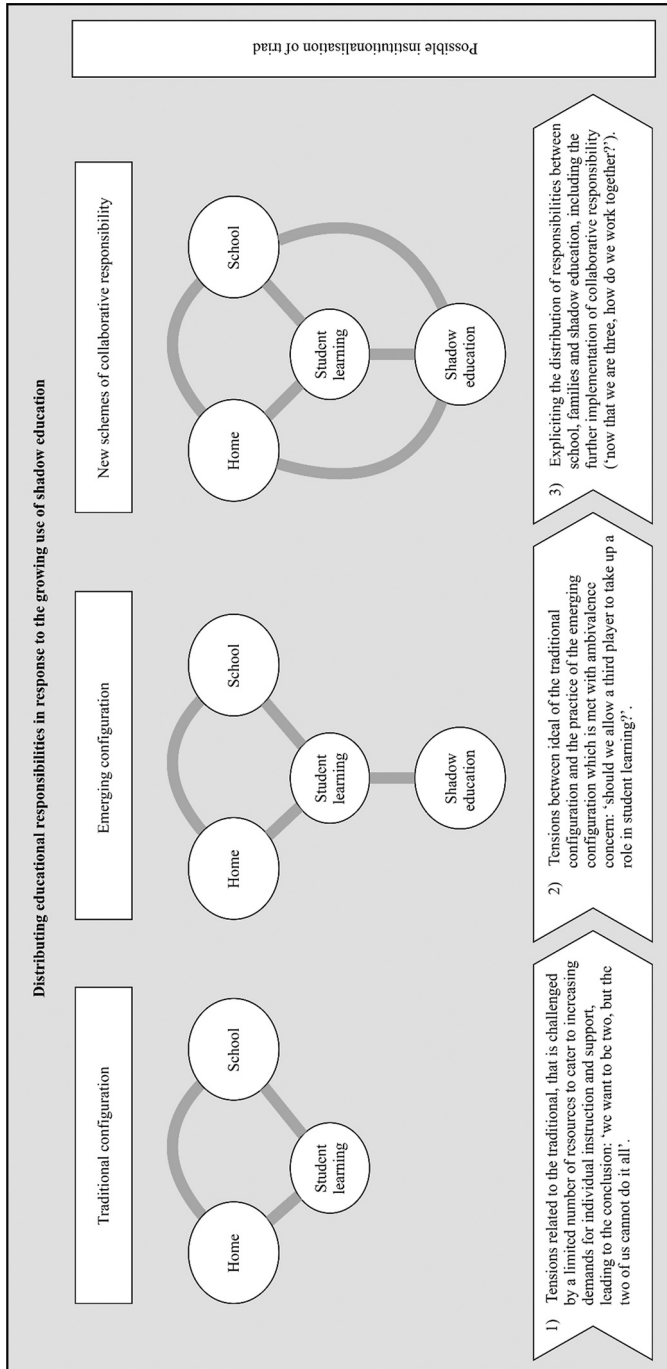 Distributing educational responsibilities in response to the growing use of shadow education
Traditional configuration
Home
School
Student
learning
1) Tensions related to the traditional, that is challenged
by a limited number of resources to cater to increasing
demands for individual instruction and support,
leading to the conclusion: ‘we want to be two, but the
two of us cannot do it all’.
Emerging configuration
Home
School
Student
learning
Shadow
education
2) Tensions between ideal of the traditional
configuration and the practice of the emerging
configuration which is met with ambivalence
concern: ‘should we allow a third player to take up a
role in student learning?’.
New schemes of collaborative responsibility
Home
School
Student
learning
Shadow
education
3) Expliciting the distribution of responsibilities between
school, families and shadow education, including the
further implementation of collaborative responsibility
(‘now that we are three, how do we work together?’).
Possible institutionalisation of triad